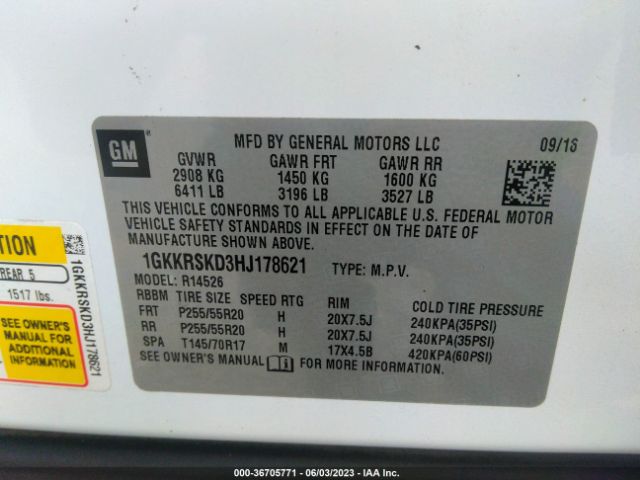 GM
MFD BY GENERAL MOTORS LLC 09/16
GVWR GAWR FRT GAWR RR
2908 KG 1450 KG 1600 KG
6411 LB 3196 LB 3527 LB
THIS VEHICLE CONFORMS TO ALL APPLICABLE U.S. FEDERAL MOTOR
VEHICLE SAFETY STANDARDS IN EFFECT ON THE DATE OF
MANUFACTURE SHOWN ABOVE.
1GKKRSKD3HJ178621 TYPE: M.P.V.
MODEL: R14526
RBBM TIRE SIZE SPEED RTG RIM COLD TIRE PRESSURE
FRT P255/55R20 H 20X7.5J 240KPA(35PSI)
RR P255/55R20 H 20X7.5J 240KPA(35PSI)
SPA T145/70R17 M 17X4.5B 420KPA(60PSI)
SEE OWNER'S MANUAL FOR MORE INFORMATION
TION
REAR 5
1517 lbs.
SEE OWNER'S
MANUAL FOR
ADDITIONAL
INFORMATION
1GKKRSKD3HJ178621
000-36705771 - 06/03/2023 - IAA Inc.